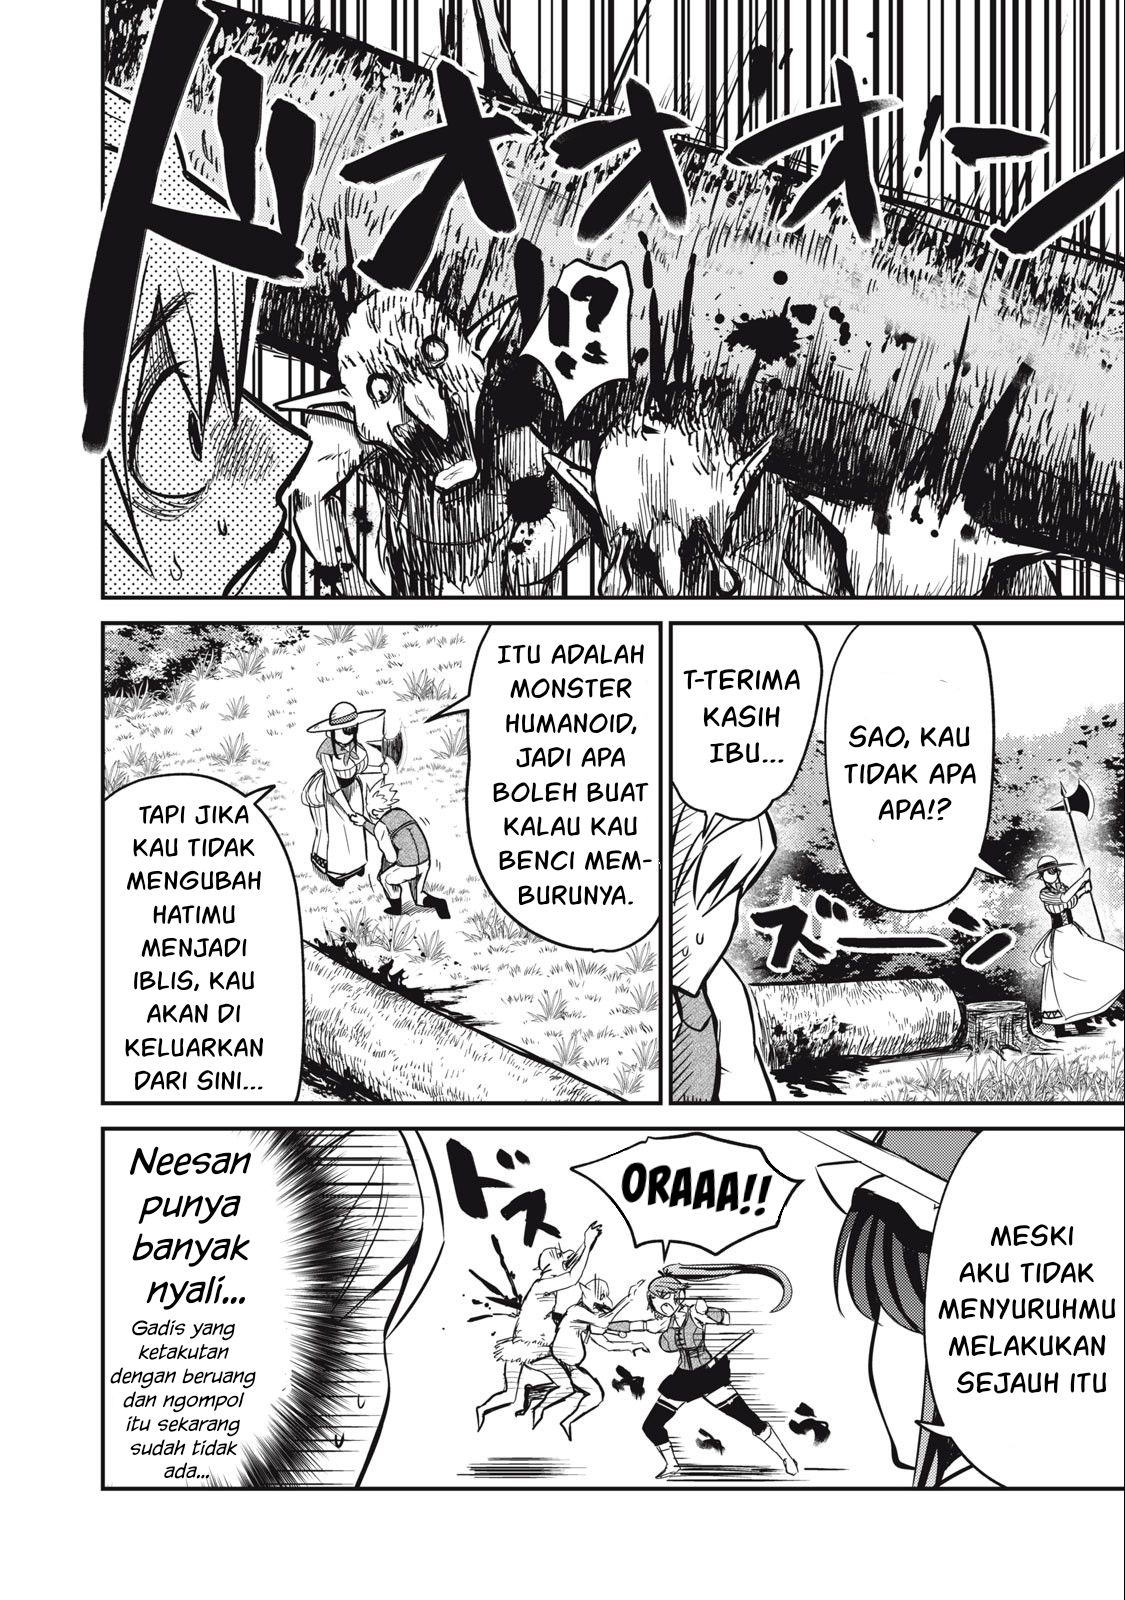 ドオオオーン
!?
SAO, KAU
TIDAK APA
APA!?
ズーーン
T-TERIMA
KASIH
IBU...
ITU ADALAH
MONSTER
HUMANOID,
JADI APA
BOLEH BUAT
KALAU KAU
BENCI MEM-
BURUNYA.
TAPI JIKA
KAU TIDAK
MENGUBAH
HATIMU
MENJADI
IBLIS, KAU
AKAN DI
KELUARKAN
DARI SINI...
MESKI
AKU TIDAK
MENYURUHMU
MELAKUKAN
SEJAUH ITU
ORAAA!!
ドスッ
Neesan
punya
banyak
nyali...
Gadis yang
ketakutan
dengan beruang
dan ngompol
itu sekarang
sudah tidak
ada...